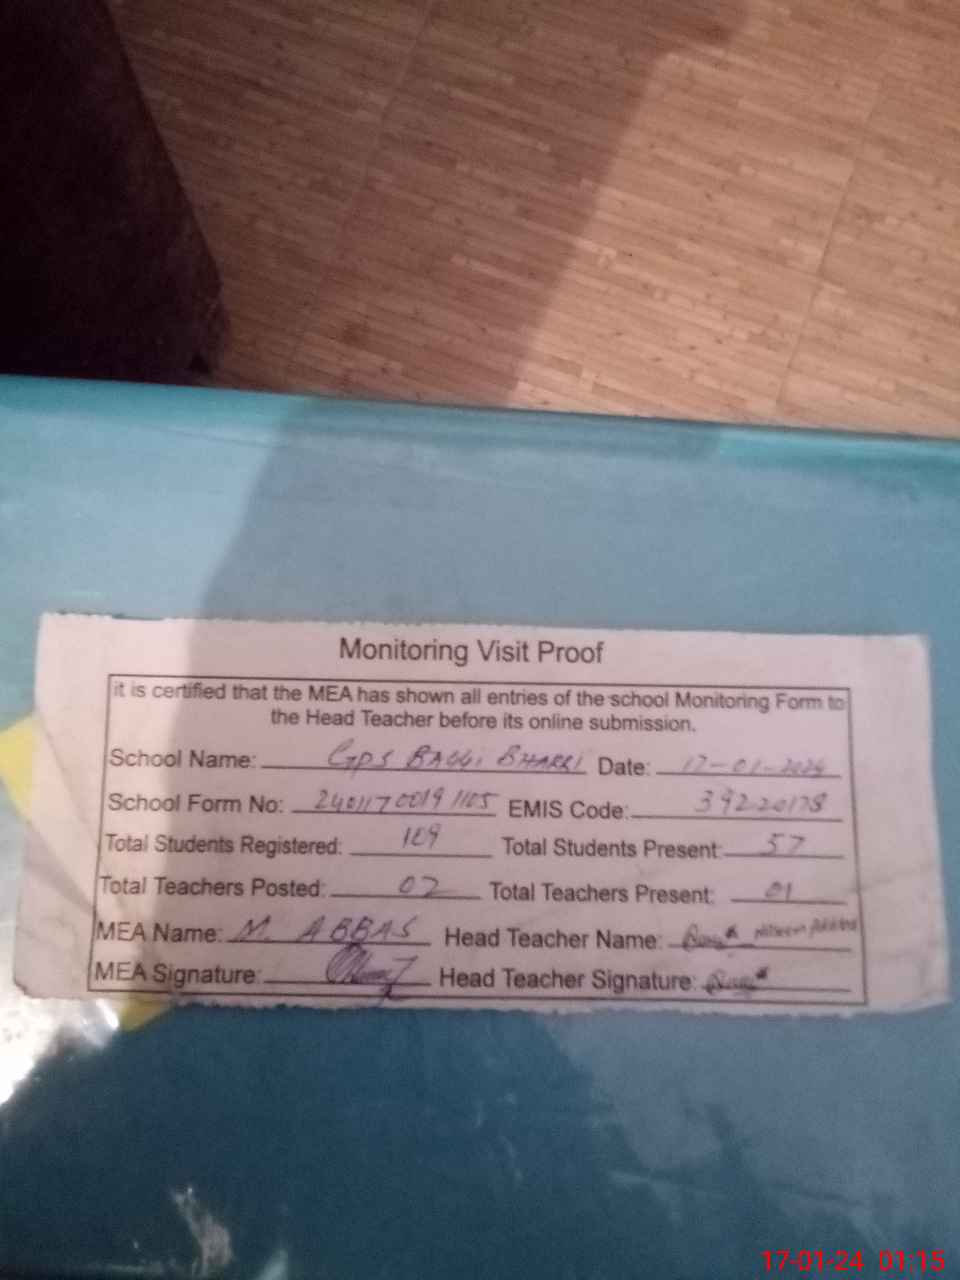 Monitoring Visit Proof
it is certified that the MEA has shown all entries of the school Monitoring Form to
the Head Teacher before its online submission.
School Name: GPS BAGGI BHARRI Date: 17-01-2024
School Form No: 24011700191105 EMIS Code: 39220178
Total Students Registered: 109 Total Students Present: 57
Total Teachers Posted: 02 Total Teachers Present: 01
MEA Name: M. ABBAS Head Teacher Name:
MEA Signature: Head Teacher Signature:
17-01-24 01:15